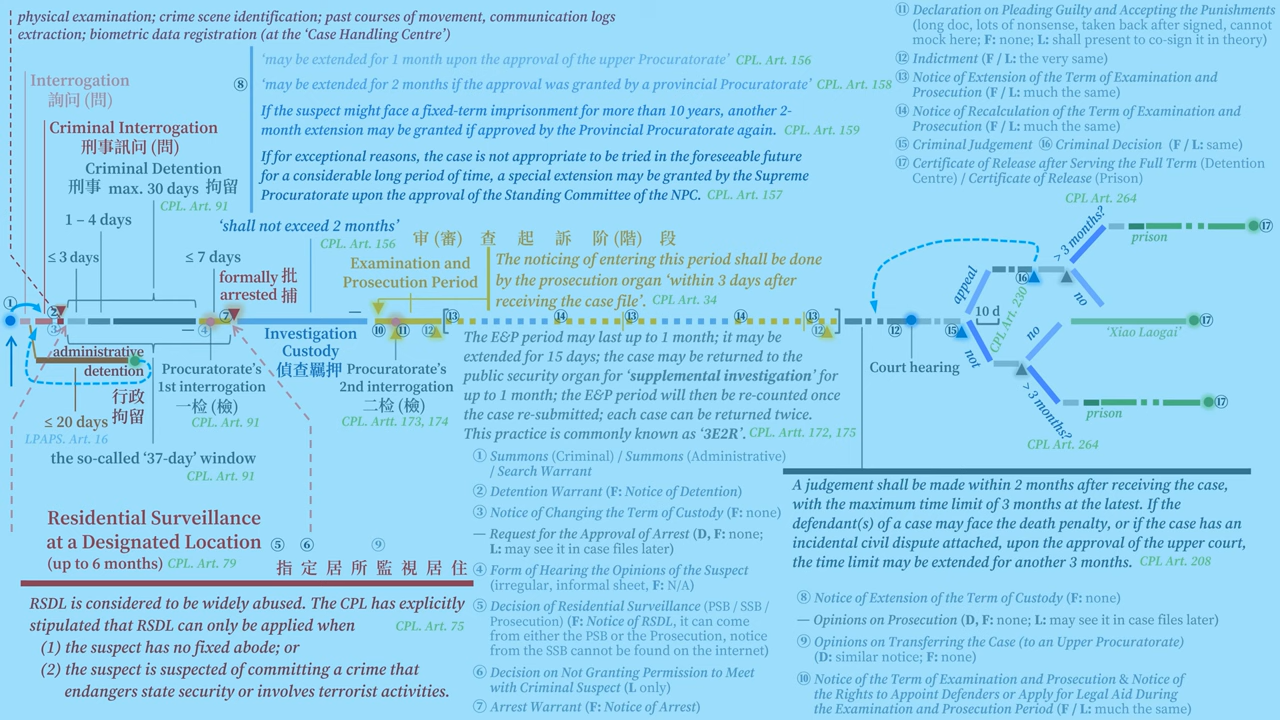 physical examination; crime scene identification; past courses of movement, communication logs
extraction; biometric data registration (at the ‘Case Handling Centre’)
Interrogation
詢问 (問)
Criminal Interrogation
刑事訊问 (問)
Criminal Detention
刑事 max. 30 days 拘留
CPL. Art. 91
1 – 4 days
≤ 3 days
≤ 7 days
formally 批
arrested 捕
⑧
‘may be extended for 1 month upon the approval of the upper Procuratorate’ CPL. Art. 156
‘may be extended for 2 months if the approval was granted by a provincial Procuratorate’ CPL. Art. 158
If the suspect might face a fixed-term imprisonment for more than 10 years, another 2-
month extension may be granted if approved by the Provincial Procuratorate again. CPL. Art. 159
If for exceptional reasons, the case is not appropriate to be tried in the foreseeable future
for a considerable long period of time, a special extension may be granted by the Supreme
Procuratorate upon the approval of the Standing Committee of the NPC. CPL. Art. 157
‘shall not exceed 2 months’
CPL. Art. 156
審 (審) 查 起 訴 阶 (階) 段
Examination and
Prosecution Period
The noticing of entering this period shall be done
by the prosecution organ ‘within 3 days after
receiving the case file’. CPL. Art. 34
① ② ③ — ④ ⑦ — ⑩ ⑪ ⑫ ⑬ ⑭ ⑬ ⑭ ⑬ ⑫ ⑫ ⑮
administrative
detention
行政
拘留
≤ 20 days
LPAPS. Art. 16
Procuratorate’s
1st interrogation
一检 (檢)
CPL. Art. 91
the so-called ‘37-day’ window
CPL. Art. 91
Investigation
Custody
偵查羈押
Procuratorate’s
2nd interrogation
二检 (檢)
CPL. Artt. 173, 174
The E&P period may last up to 1 month; it may be
extended for 15 days; the case may be returned to the
public security organ for ‘supplemental investigation’ for
up to 1 month; the E&P period will then be re-counted once
the case re-submitted; each case can be returned twice.
This practice is commonly known as ‘3E2R’. CPL. Artt. 172, 175
Residential Surveillance
at a Designated Location
(up to 6 months) CPL. Art. 79
⑤ ⑥ ⑨
指 定 居 所 監 視 居 住
RSDL is considered to be widely abused. The CPL has explicitly
stipulated that RSDL can only be applied when CPL. Art. 75
(1) the suspect has no fixed abode; or
(2) the suspect is suspected of committing a crime that
endangers state security or involves terrorist activities.
① Summons (Criminal) / Summons (Administrative)
/ Search Warrant
② Detention Warrant (F: Notice of Detention)
③ Notice of Changing the Term of Custody (F: none)
— Request for the Approval of Arrest (D, F: none;
L: may see it in case files later)
④ Form of Hearing the Opinions of the Suspect
(irregular, informal sheet, F: N/A)
⑤ Decision of Residential Surveillance (PSB / SSB /
Prosecution) (F: Notice of RSDL, it can come
from either the PSB or the Prosecution, notice
from the SSB cannot be found on the internet)
⑥ Decision on Not Granting Permission to Meet
with Criminal Suspect (L only)
⑦ Arrest Warrant (F: Notice of Arrest)
⑪ Declaration on Pleading Guilty and Accepting the Punishments
(long doc, lots of nonsense, taken back after signed, cannot
mock here; F: none; L: shall present to co-sign it in theory)
⑫ Indictment (F / L: the very same)
⑬ Notice of Extension of the Term of Examination and
Prosecution (F / L: much the same)
⑭ Notice of Recalculation of the Term of Examination and
Prosecution (F / L: much the same)
⑮ Criminal Judgement ⑯ Criminal Decision (F / L: same)
⑰ Certificate of Release after Serving the Full Term (Detention
Centre) / Certificate of Release (Prison)
CPL Art. 264
> 3 months?
prison
⑰
appeal
⑯
no
10 d
CPL. Art. 230
Court hearing
not
no
‘Xiao Laogai’
⑰
> 3 months?
prison
⑰
CPL Art. 264
A judgement shall be made within 2 months after receiving the case,
with the maximum time limit of 3 months at the latest. If the
defendant(s) of a case may face the death penalty, or if the case has an
incidental civil dispute attached, upon the approval of the upper court,
the time limit may be extended for another 3 months. CPL. Art. 208
⑧ Notice of Extension of the Term of Custody (F: none)
— Opinions on Prosecution (D, F: none; L: may see it in case files later)
⑨ Opinions on Transferring the Case (to an Upper Procuratorate)
(D: similar notice; F: none)
⑩ Notice of the Term of Examination and Prosecution & Notice of
the Rights to Appoint Defenders or Apply for Legal Aid During
the Examination and Prosecution Period (F / L: much the same)